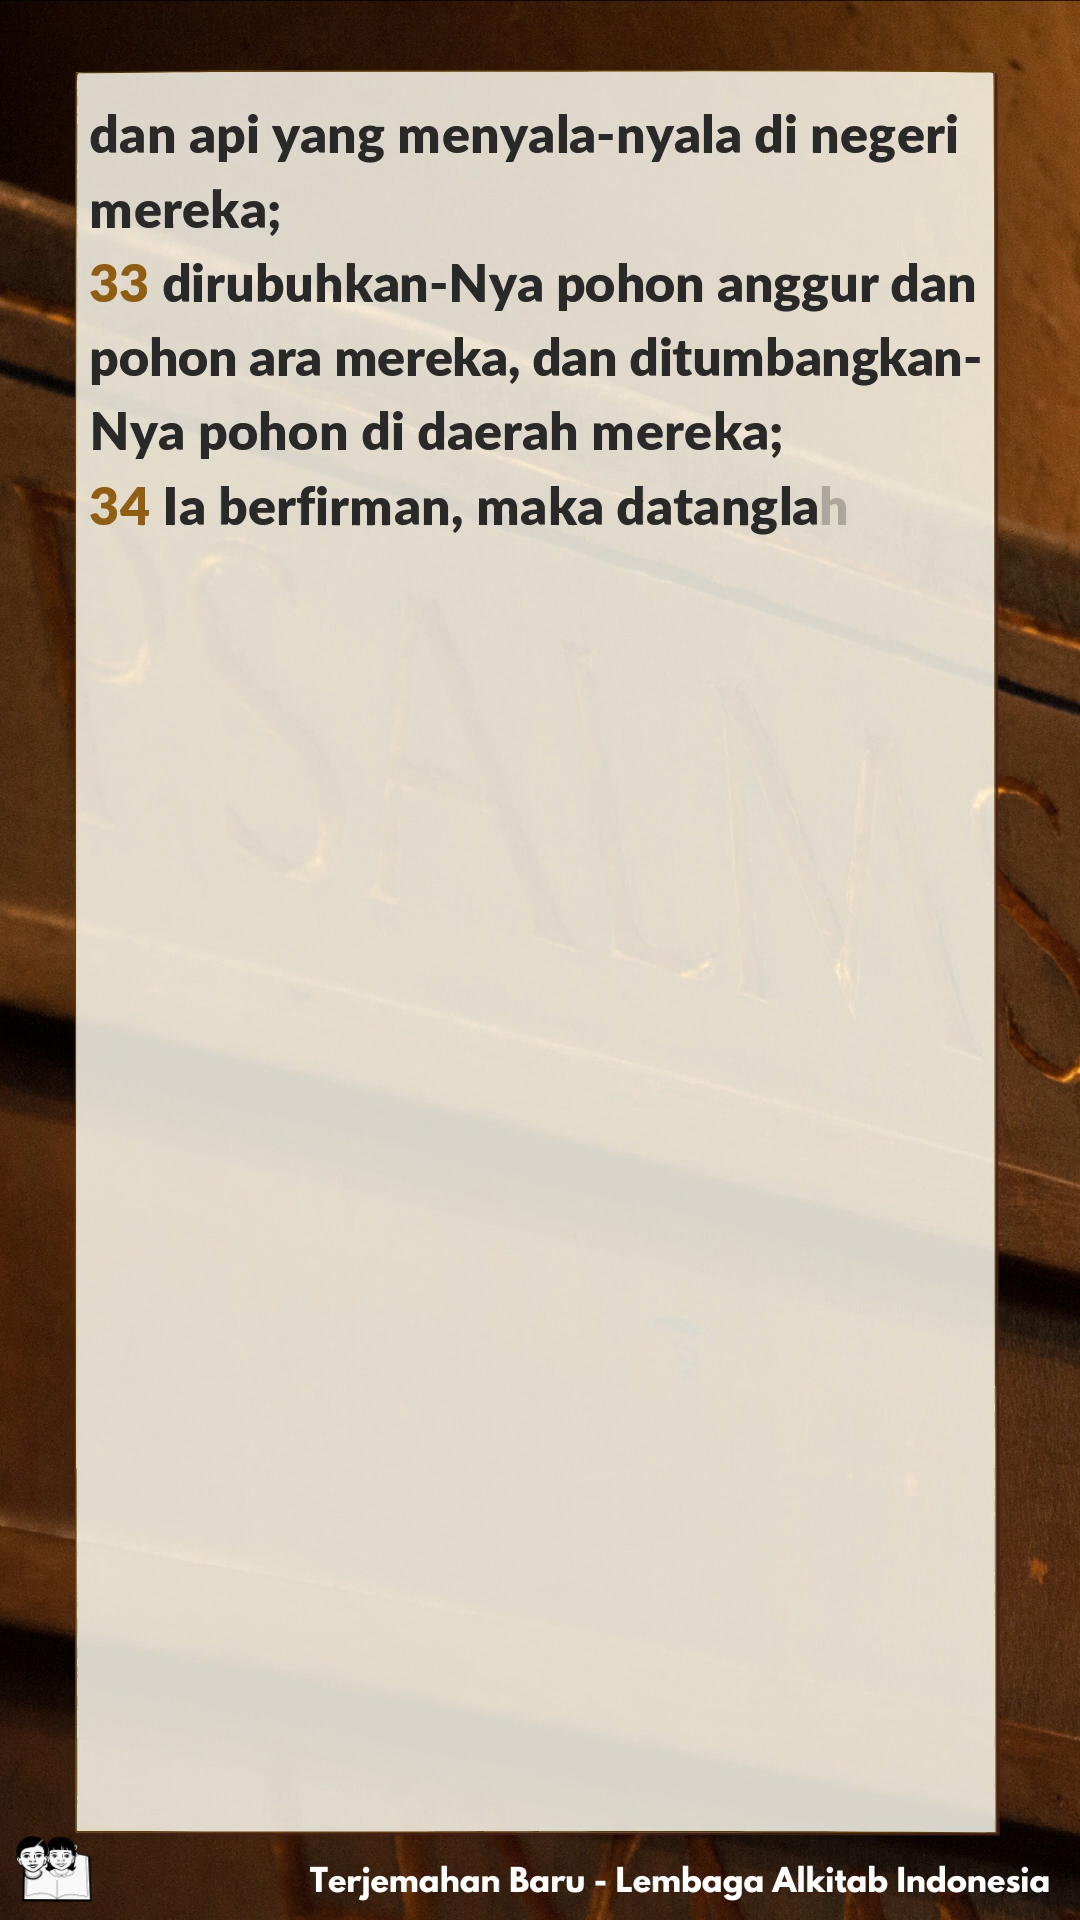 dan api yang menyala-nyala di negeri
mereka;
33 dirubuhkan-Nya pohon anggur dan
pohon ara mereka, dan ditumbangkan-
Nya pohon di daerah mereka;
34 Ia berfirman, maka datanglah
PSALMS
Terjemahan Baru - Lembaga Alkitab Indonesia